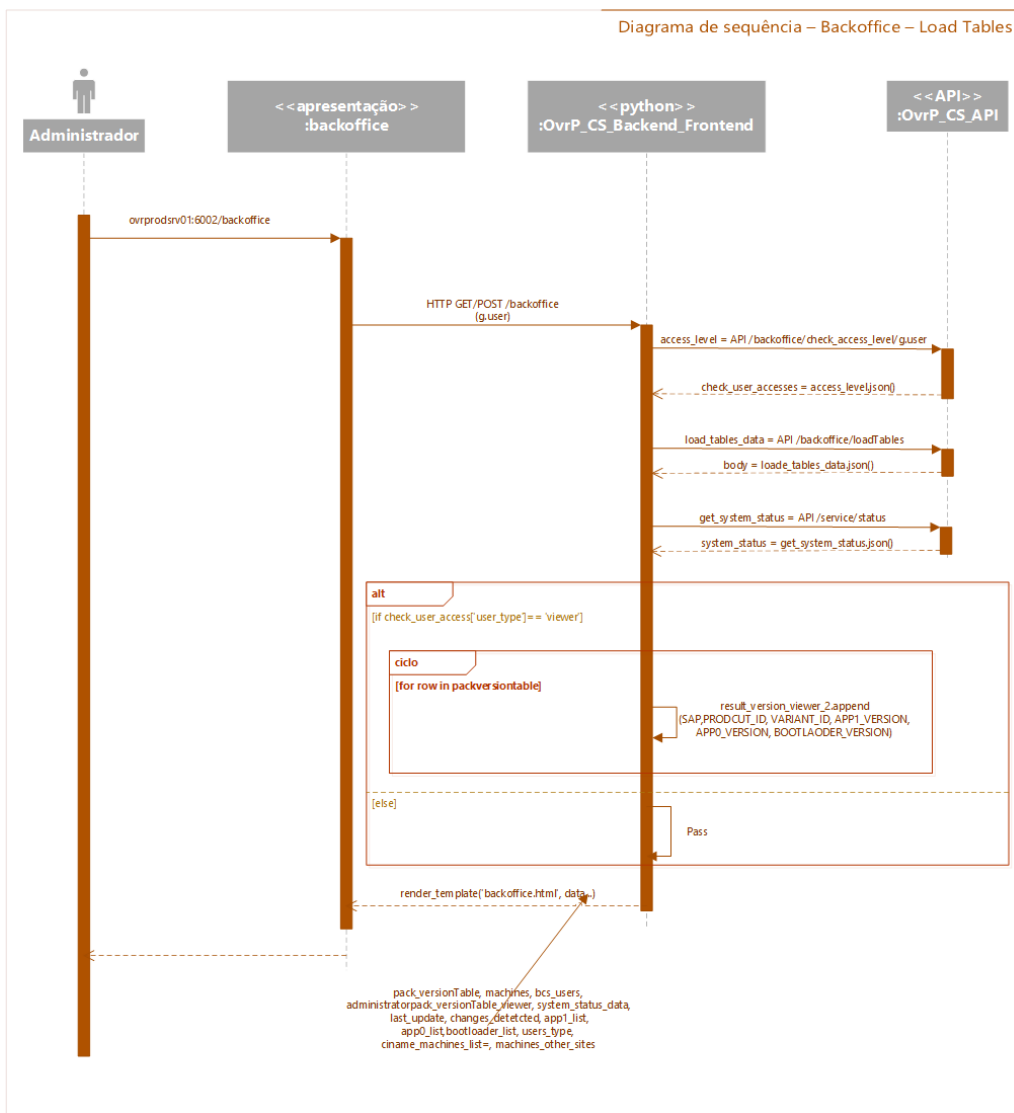 Diagrama de sequência – Backoffice – Load Tables
Administrador
<<apresentação>>
:backoffice
<<python>>
:OvrP_CS_Backend_Frontend
<<API>>
:OvrP_CS_API
ovrprodsrv01:6002/backoffice
HTTP GET/POST /backoffice
(g.user)
access_level = API /backoffice/check_access_level/g.user
check_user_accesses = access_level.json()
load_tables_data = API /backoffice/loadTables
body = loade_tables_data.json()
get_system_status = API /service/status
system_status = get_system_status.json()
alt
[if check_user_access['user_type']== 'viewer']
ciclo
[for row in packversiontable]
result_version_viewer_2.append
(SAP,PRODCUT_ID, VARIANT_ID, APP1_VERSION,
APP0_VERSION, BOOTLAODER_VERSION)
[else]
Pass
render_template('backoffice.html', data...)
pack_versionTable, machines, bcs_users,
administratorpack_versionTable_viewer, system_status_data,
last_update, changes_detetcted, app1_list,
app0_list,bootloader_list, users_type,
ciname_machines_list=, machines_other_sites